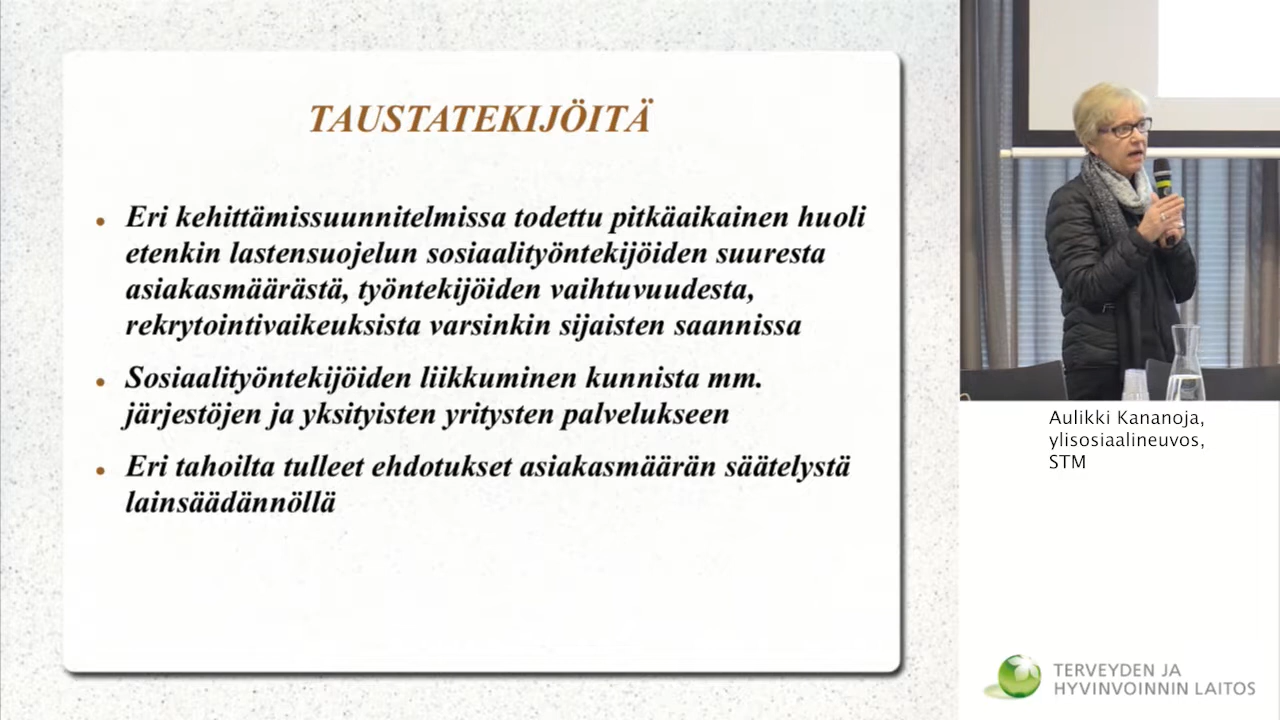 TAUSTATEKIJÖITÄ
• Eri kehittämissuunnitelmissa todettu pitkäaikainen huoli
etenkin lastensuojelun sosiaalityöntekijöiden suuresta
asiakasmäärästä, työntekijöiden vaihtuvuudesta,
rekrytointivaikeuksista varsinkin sijaisten saannissa
• Sosiaalityöntekijöiden liikkuminen kunnista mm.
järjestöjen ja yksityisten yritysten palvelukseen
• Eri tahoilta tulleet ehdotukset asiakasmäärän säätelystä
lainsäädännöllä
Aulikki Kananoja,
ylisosiaalineuvos,
STM
TERVEYDEN JA
HYVINVOINNIN LAITOS